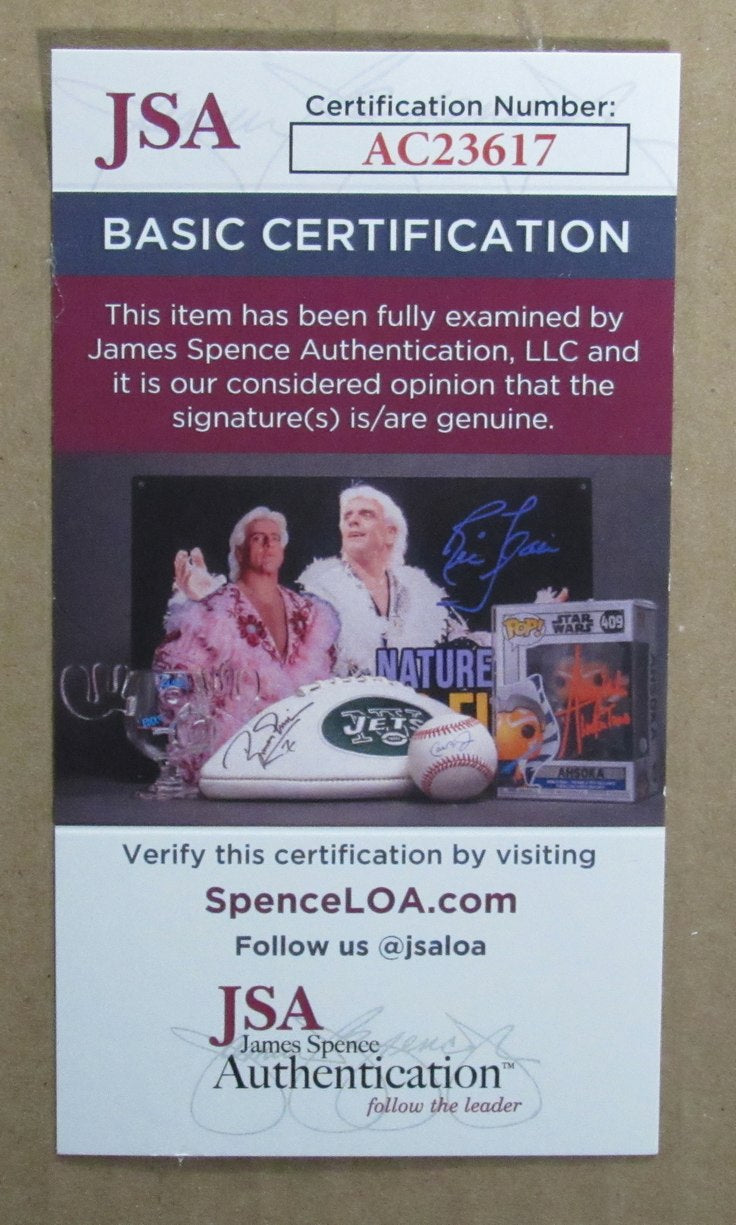 JSA
Certification Number:
AC23617
BASIC CERTIFICATION
This item has been fully examined by
James Spence Authentication, LLC and
it is our considered opinion that the
signature(s) is/are genuine.
NATURE
JETS
POP!
STAR
WARS
409
AHSOKA
Verify this certification by visiting
SpenceLOA.com
Follow us @jsaloa
JSA
James Spence
Authentication™
follow the leader